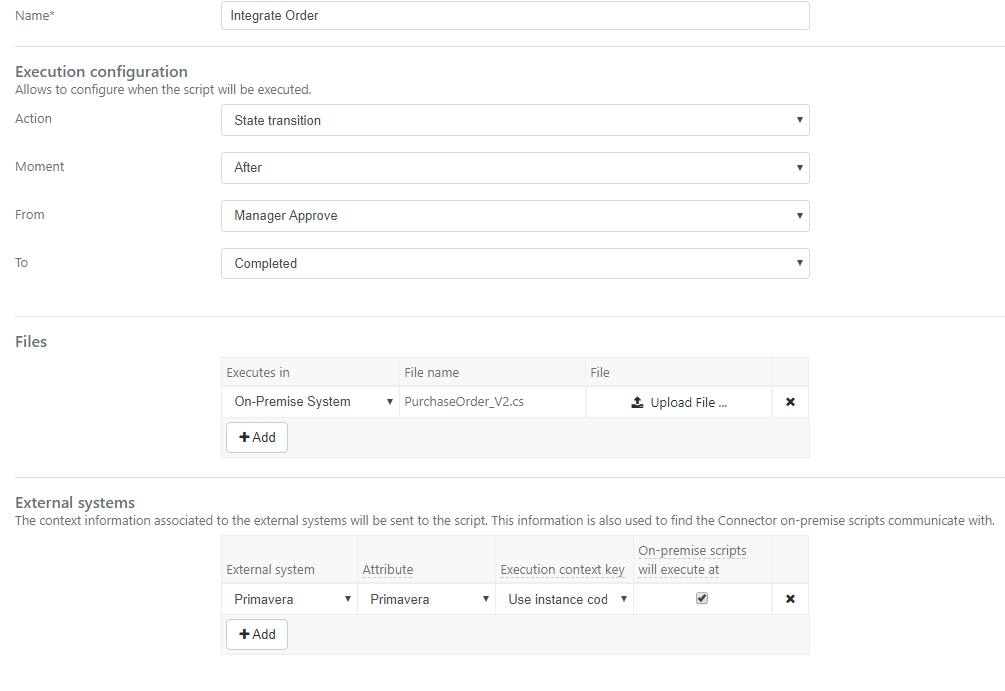 Name*
Integrate Order
Execution configuration
Allows to configure when the script will be executed.
Action
State transition
Moment
After
From
Manager Approve
To
Completed
Files
Executes in File name File
On-Premise System PurchaseOrder_V2.cs Upload File ...
Add
External systems
The context information associated to the external systems will be sent to the script. This information is also used to find the Connector on-premise scripts communicate with.
External system Attribute Execution context key On-premise scripts
will execute at
Primavera Primavera Use instance cod
Add